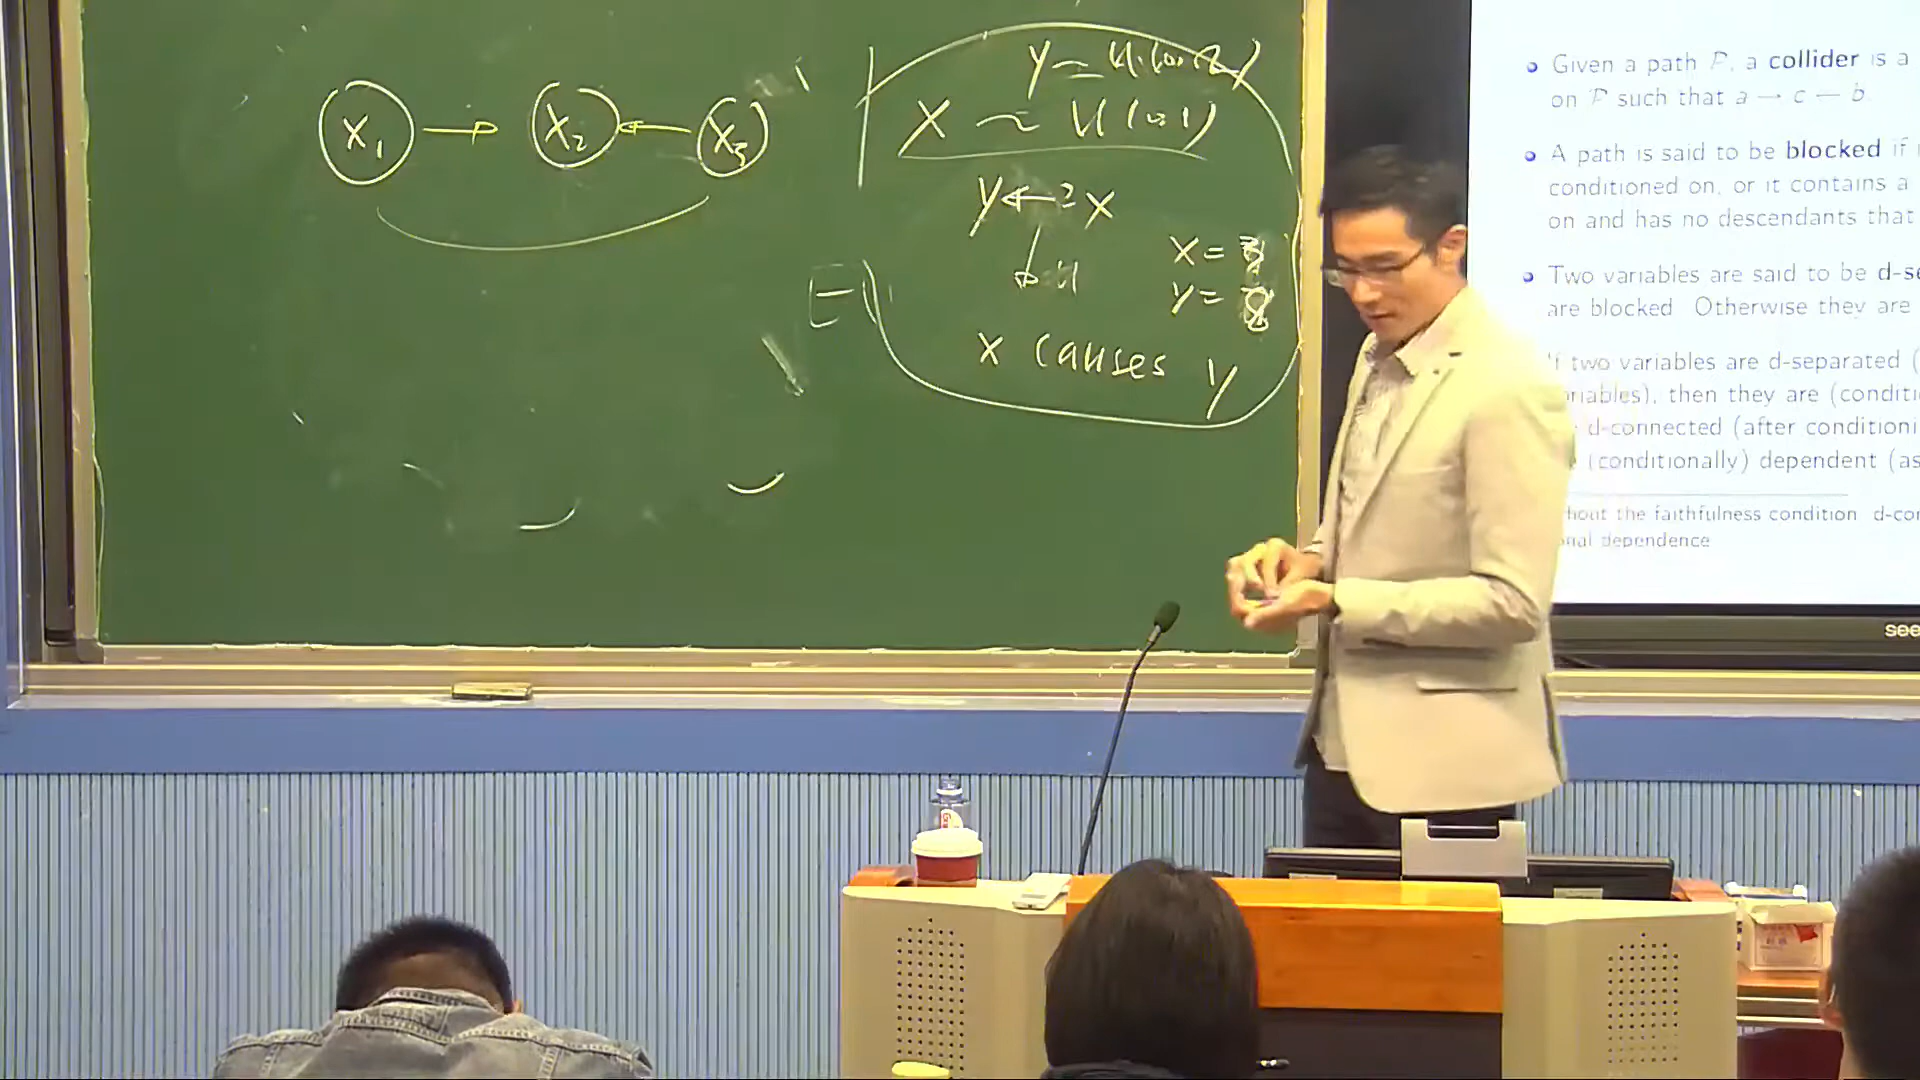 X₁ → X₂ ← X₃
X ~ U(0,1)
y ← 2X
X =
y =
X causes y
Given a path P, a collider is a
on P such that a → c ← b
A path is said to be blocked if
conditioned on, or it contains a
on and has no descendants that
Two variables are said to be d-se
are blocked Otherwise they are
If two variables are d-separated (
riables), then they are (conditi
d-connected (after conditioni
(conditionally) dependent (as
hout the faithfulness condition d-con
onal dependence
see